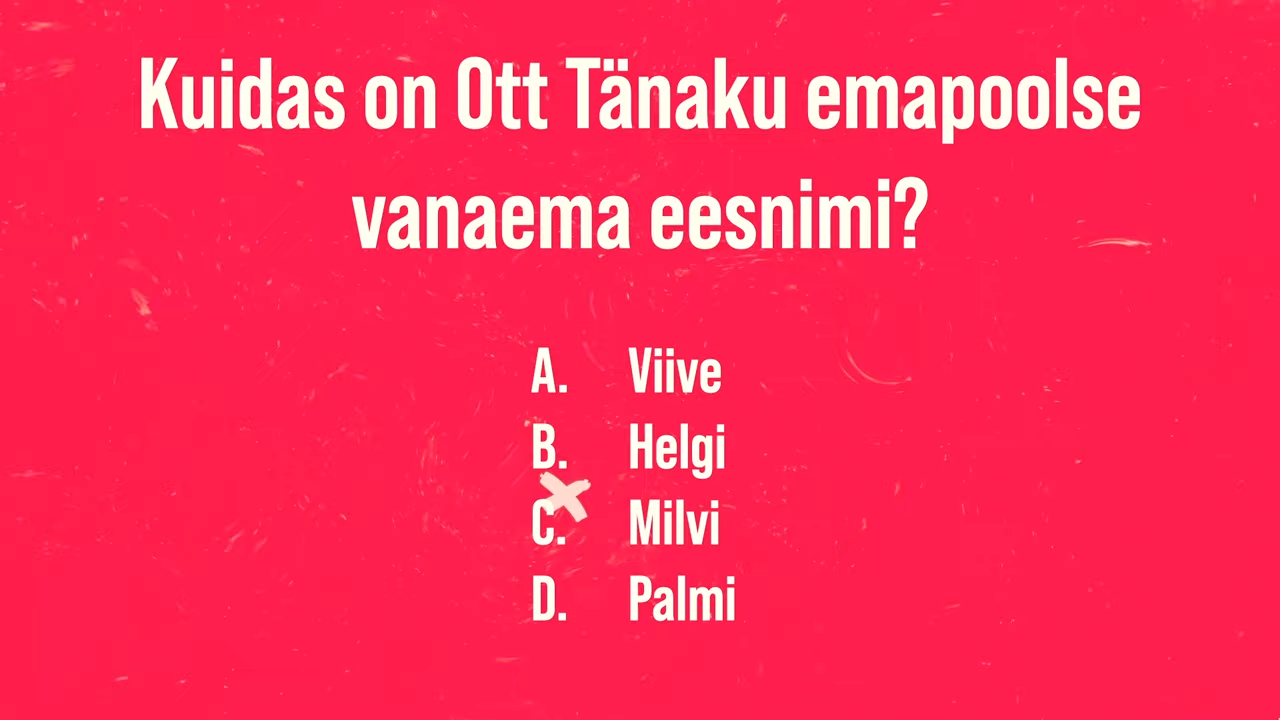 Kuidas on Ott Tänaku emapoolse
vanaema eesnimi?
A. Viive
B. Helgi
C. Milvi
D. Palmi